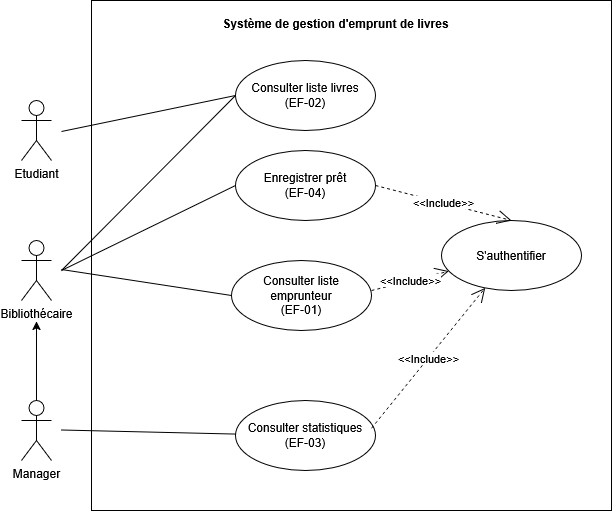 Système de gestion d'emprunt de livres
Consulter liste livres
(EF-02)
Etudiant
Enregistrer prêt
(EF-04)
<<Include>>
S'authentifier
Bibliothécaire
Consulter liste
emprunteur
(EF-01)
<<Include>>
<<Include>>
Consulter statistiques
(EF-03)
Manager